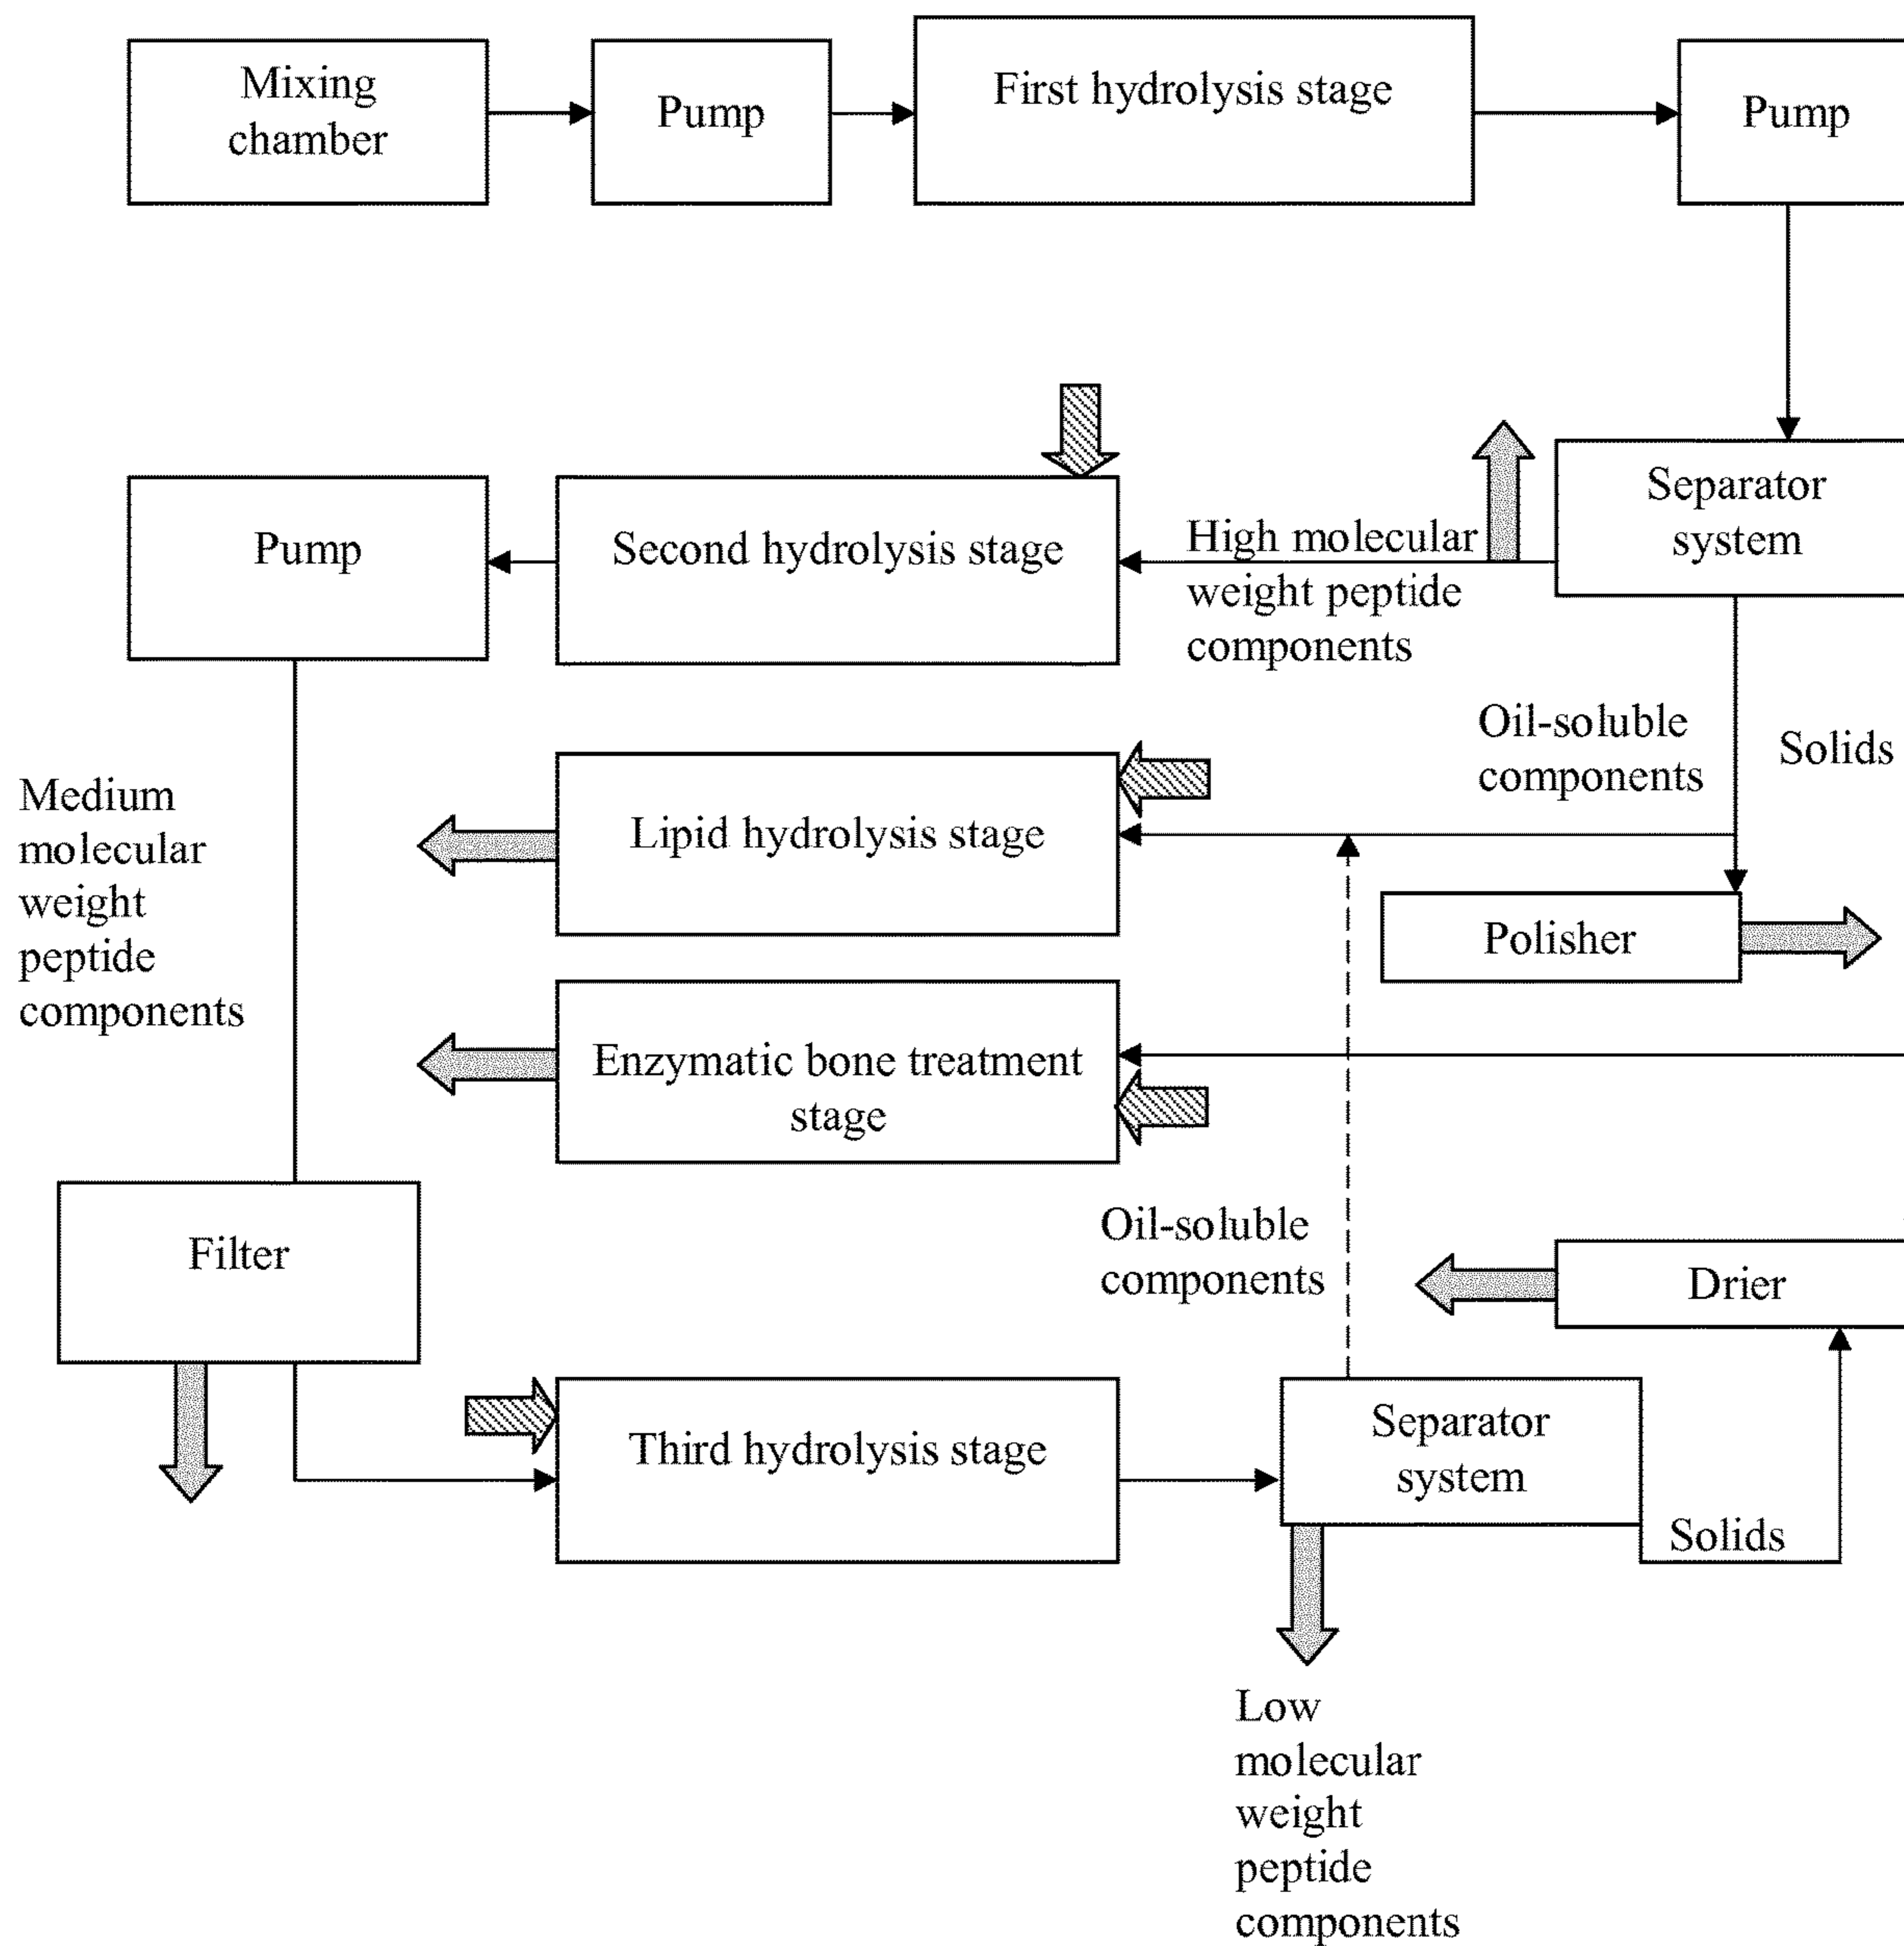 Mixing
chamber
Pump
First hydrolysis stage
Pump
Separator
system
High molecular
weight peptide
components
Second hydrolysis stage
Pump
Oil-soluble
components
Solids
Medium
molecular
weight
peptide
components
Lipid hydrolysis stage
Polisher
Enzymatic bone treatment
stage
Filter
Oil-soluble
components
Drier
Third hydrolysis stage
Separator
system
Solids
Low
molecular
weight
peptide
components